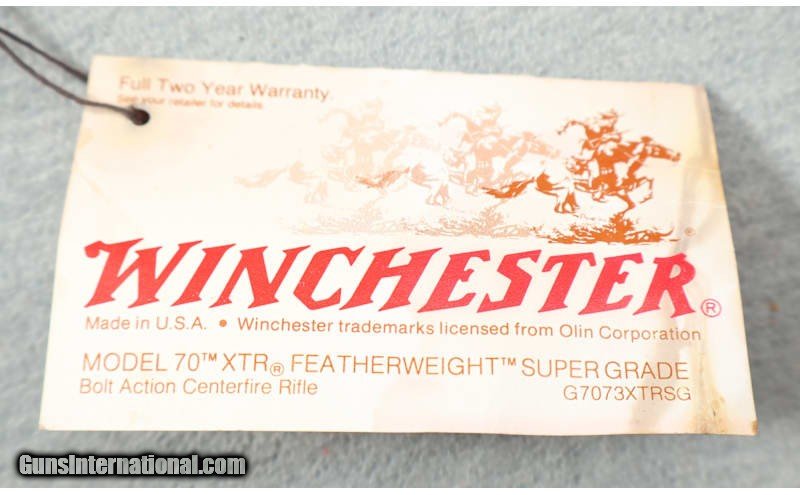 Full Two Year Warranty.
See your retailer for details.
®
WINCHESTER®
Made in U.S.A. • Winchester trademarks licensed from Olin Corporation
MODEL 70™ XTR® FEATHERWEIGHT™ SUPER GRADE
Bolt Action Centerfire Rifle G7073XTRSG
GunsInternational.com